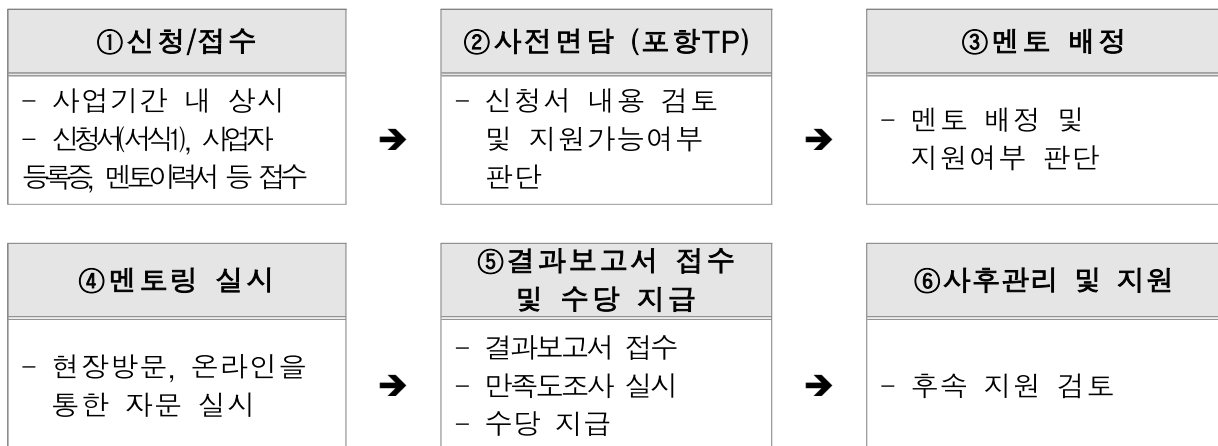 ①신청/접수
- 사업기간 내 상시
- 신청서(서식1), 사업자
등록증, 멘토이력서 등 접수
➔
②사전면담 (포항TP)
- 신청서 내용 검토
및 지원가능여부
판단
➔
③멘토 배정
- 멘토 배정 및
지원여부 판단
④멘토링 실시
- 현장방문, 온라인을
통한 자문 실시
➔
⑤결과보고서 접수
및 수당 지급
- 결과보고서 접수
- 만족도조사 실시
- 수당 지급
➔
⑥사후관리 및 지원
- 후속 지원 검토